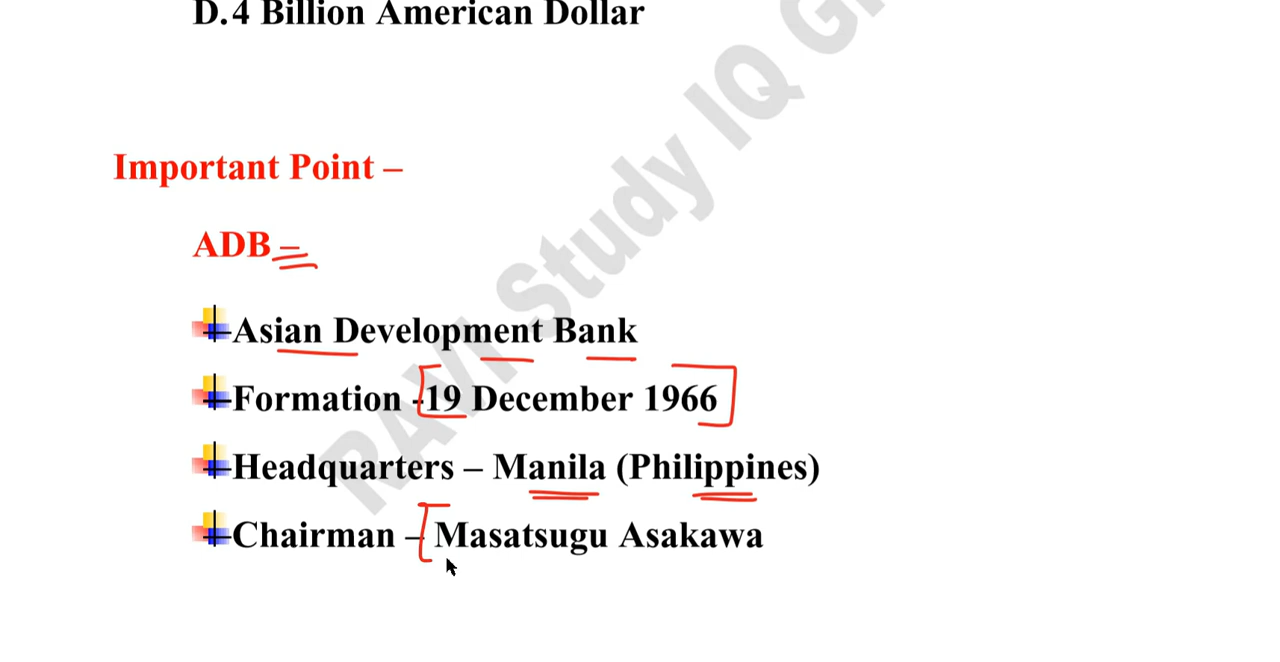 D.4 Billion American Dollar
Important Point –
ADB –
Asian Development Bank
Formation -19 December 1966
Headquarters – Manila (Philippines)
Chairman – Masatsugu Asakawa
RAVI Study IQ